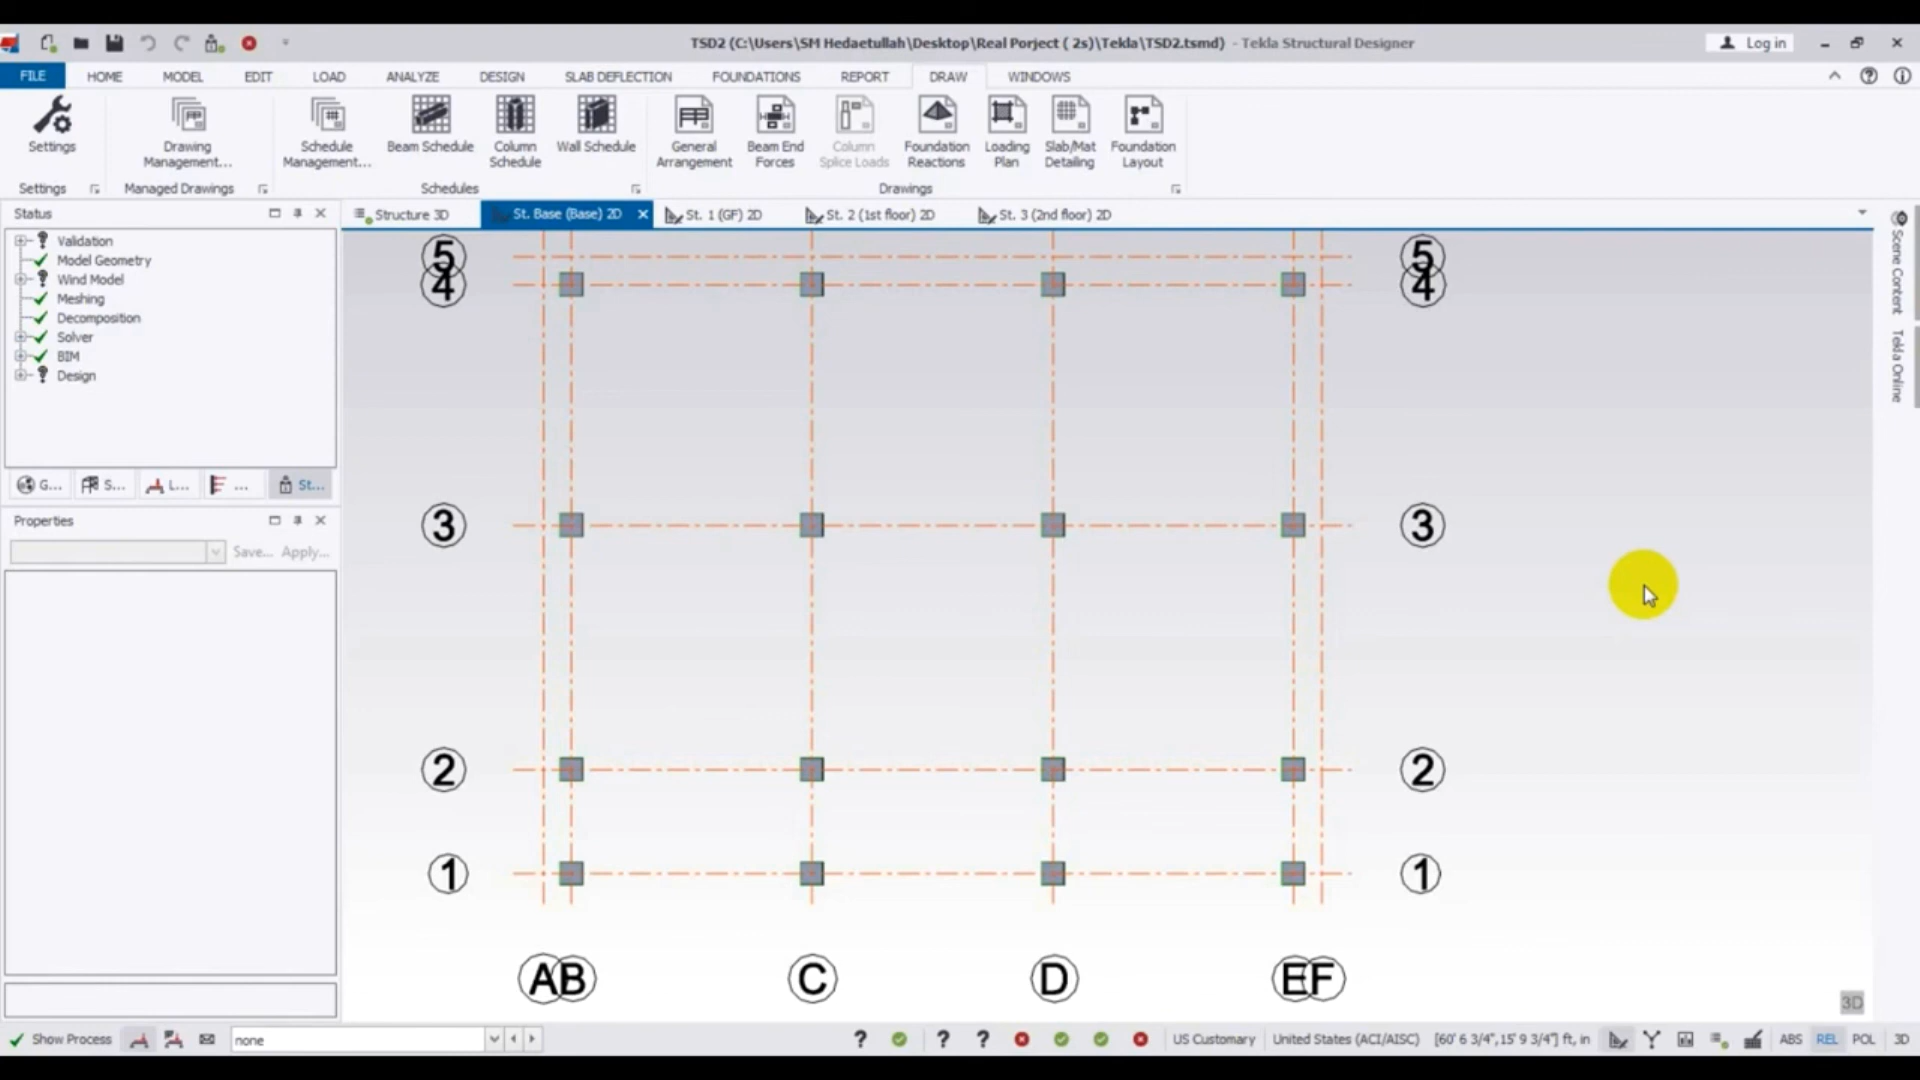 TSD2 (C:\Users\SM Hedaetullah\Desktop\Real Porject ( 2s)\Tekla\TSD2.tsmd) - Tekla Structural Designer
Log in
FILE HOME MODEL EDIT LOAD ANALYZE DESIGN SLAB DEFLECTION FOUNDATIONS REPORT DRAW WINDOWS
Settings
Drawing Management...
Schedule Management...
Beam Schedule
Column Schedule
Wall Schedule
General Arrangement
Beam End Forces
Column Splice Loads
Foundation Reactions
Loading Plan
Slab/Mat Detailing
Foundation Layout
Settings Managed Drawings Schedules Drawings
Status
Structure 3D St. Base (Base) 2D St. 1 (GF) 2D St. 2 (1st floor) 2D St. 3 (2nd floor) 2D
Validation
Model Geometry
Wind Model
Meshing
Decomposition
Solver
BIM
Design
G... S... L... ... St...
Properties
Save... Apply...
5 5
4 4
3 3
2 2
1 1
A B C D E F
3D
Scene Content
Tekla Online
Show Process none US Customary United States (ACI/AISC) [60' 6 3/4",15' 9 3/4"] ft, in ABS REL POL 3D